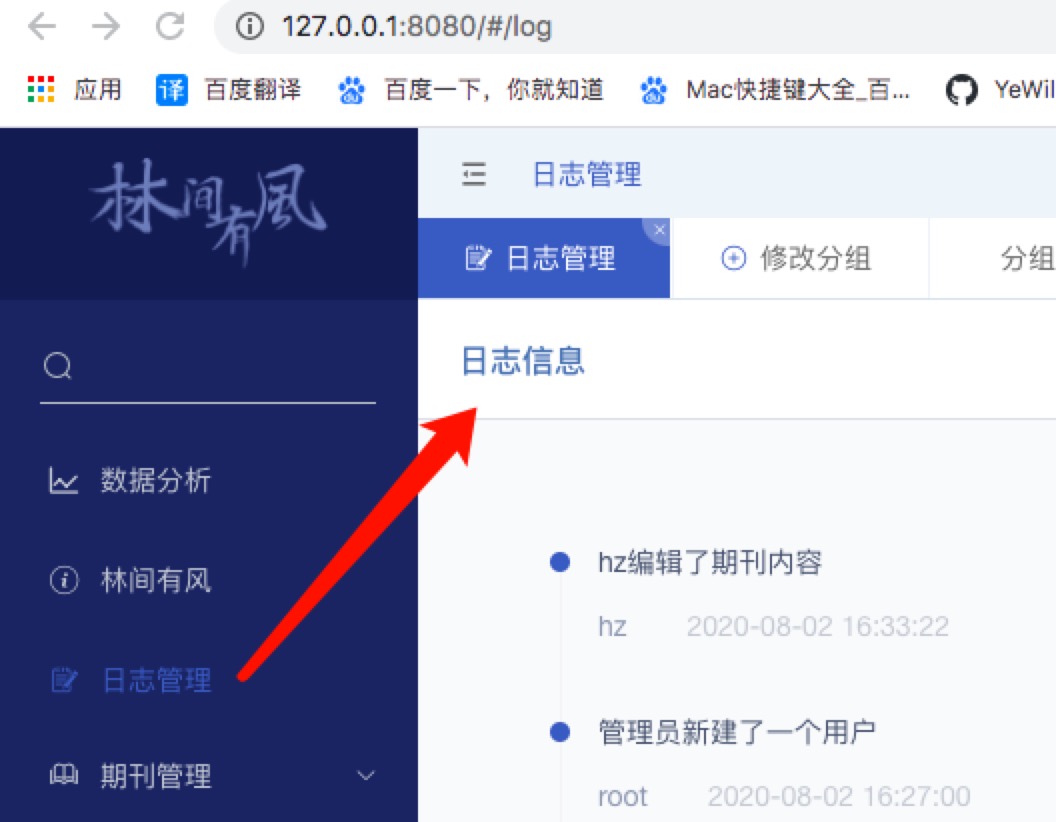 127.0.0.1:8080/#/log
应用 译 百度翻译 du 百度一下，你就知道 du Mac快捷键大全_百... YeWil
林间有風
日志管理
日志管理 修改分组 分组
日志信息
数据分析
林间有风
日志管理
期刊管理
hz编辑了期刊内容
hz 2020-08-02 16:33:22
管理员新建了一个用户
root 2020-08-02 16:27:00